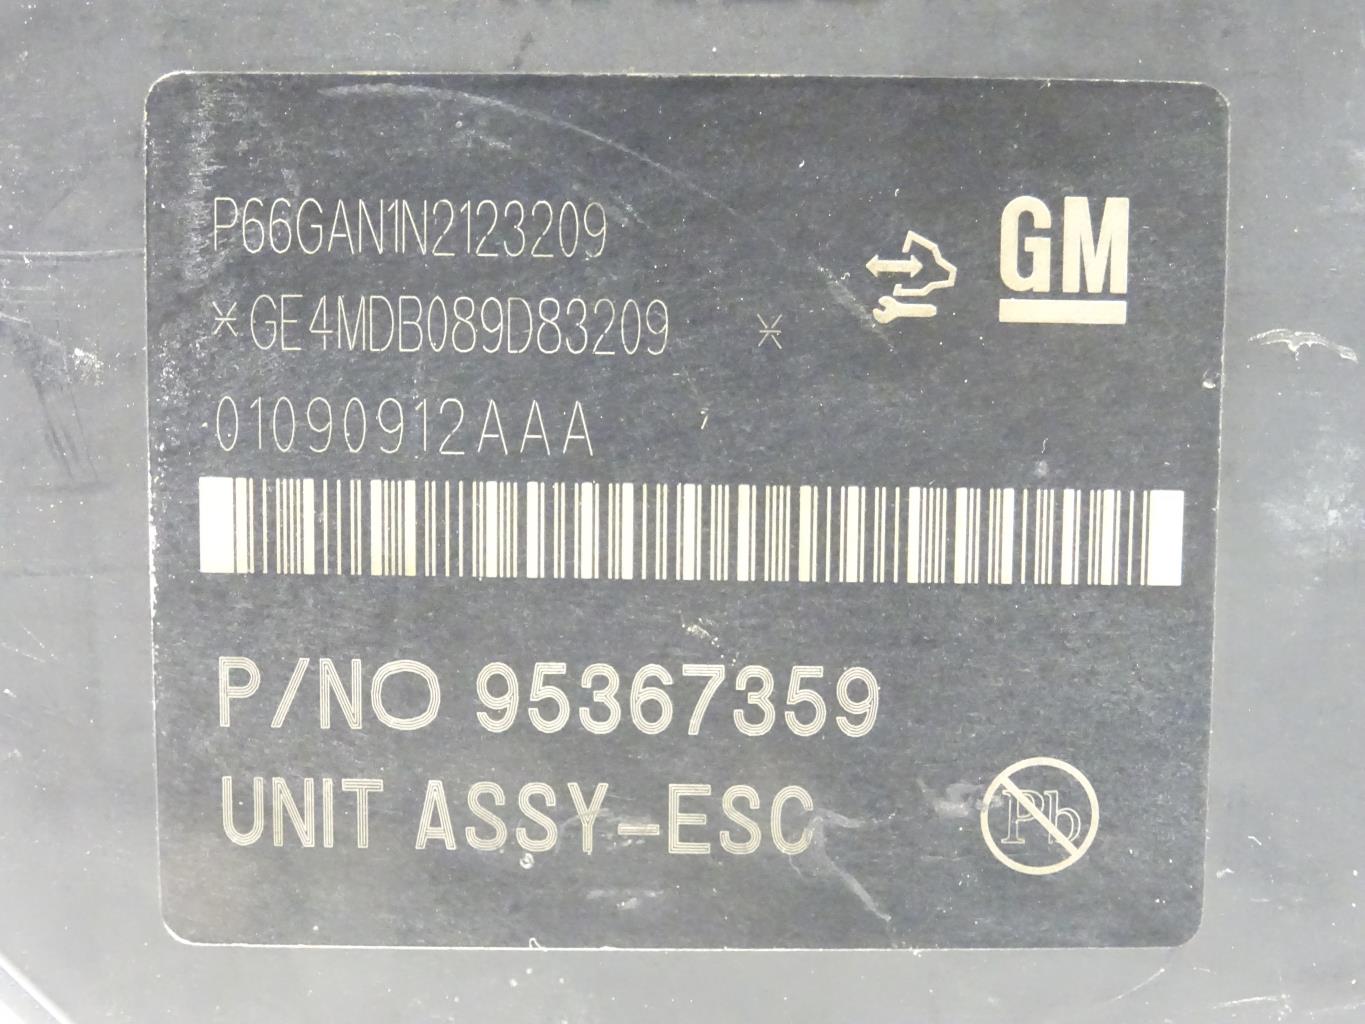 P66GAN1N2123209
*GE4MDB089D83209 *
GM
01090912AAA
P/NO 95367359
UNIT ASSY-ESC
Pb